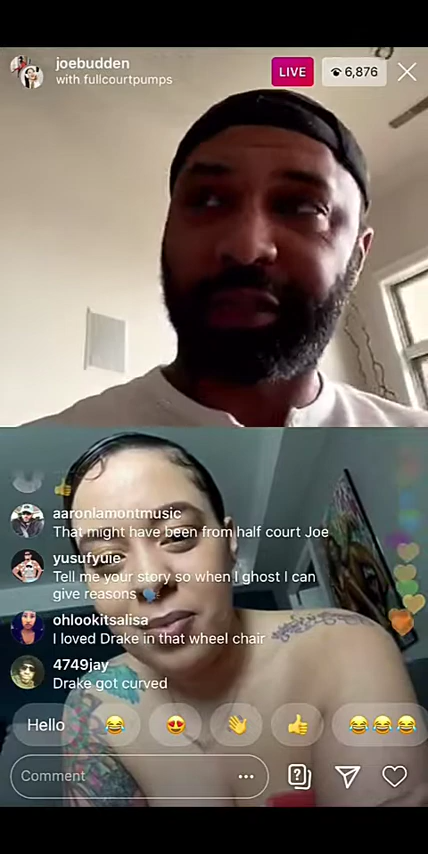 joebudden
with fullcourtpumps
LIVE
6,876
aaronlamontmusic
That might have been from half court Joe
yusufyuie
Tell me your story so when I ghost I can
give reasons
ohlookitsalisa
I loved Drake in that wheel chair
4749jay
Drake got curved
Hello
Comment